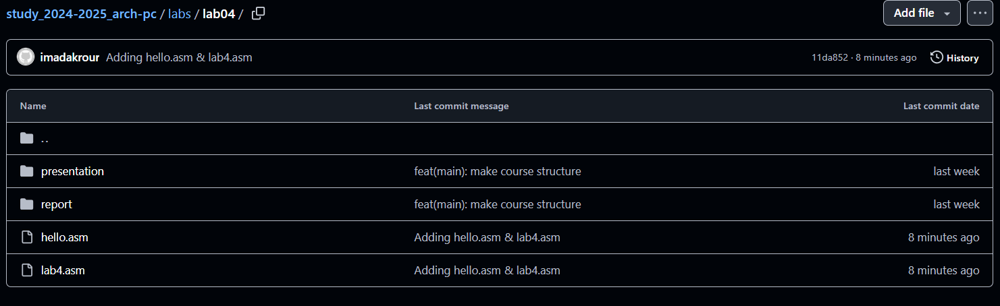 study_2024-2025_arch-pc / labs / lab04 / Add file ...
imadakrour Adding hello.asm & lab4.asm 11da852 · 8 minutes ago History
Name Last commit message Last commit date
..
presentation feat(main): make course structure last week
report feat(main): make course structure last week
hello.asm Adding hello.asm & lab4.asm 8 minutes ago
lab4.asm Adding hello.asm & lab4.asm 8 minutes ago